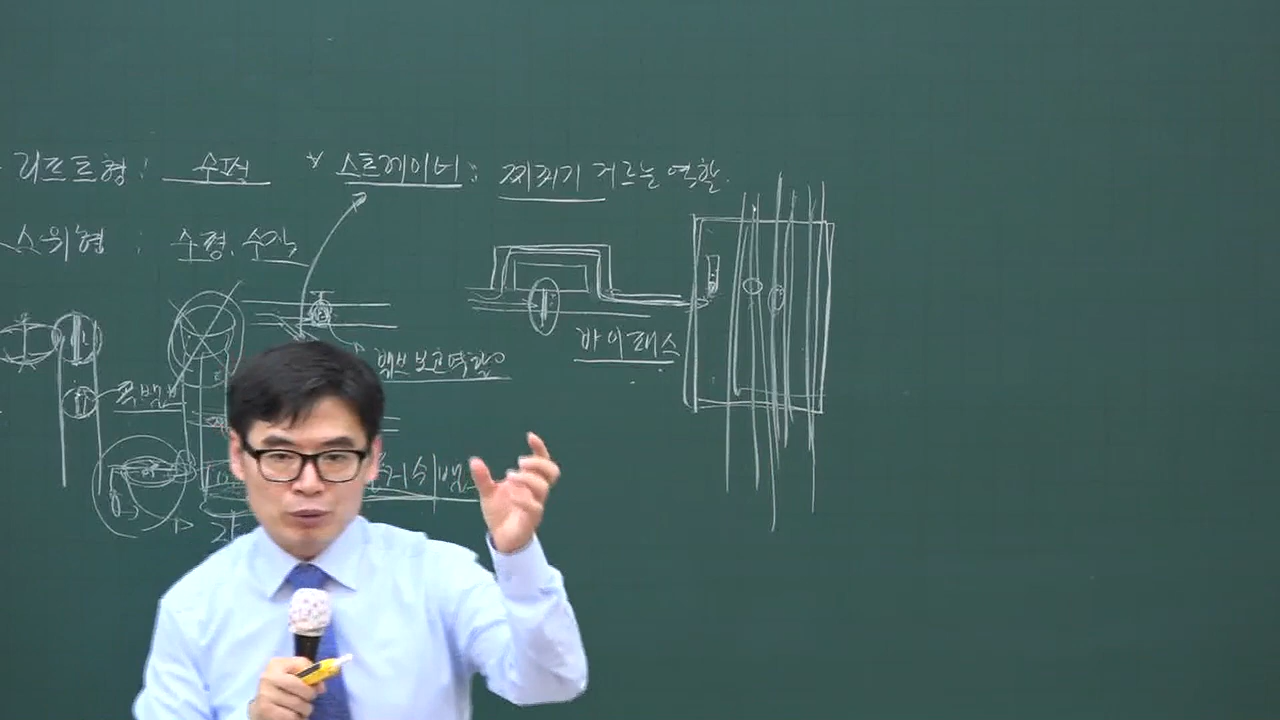 리프트형 : 수평 * 스트레이너 : 찌꺼기 거르는 역할.
스위형 : 수평, 수직
바이패스
밸브 보호역할